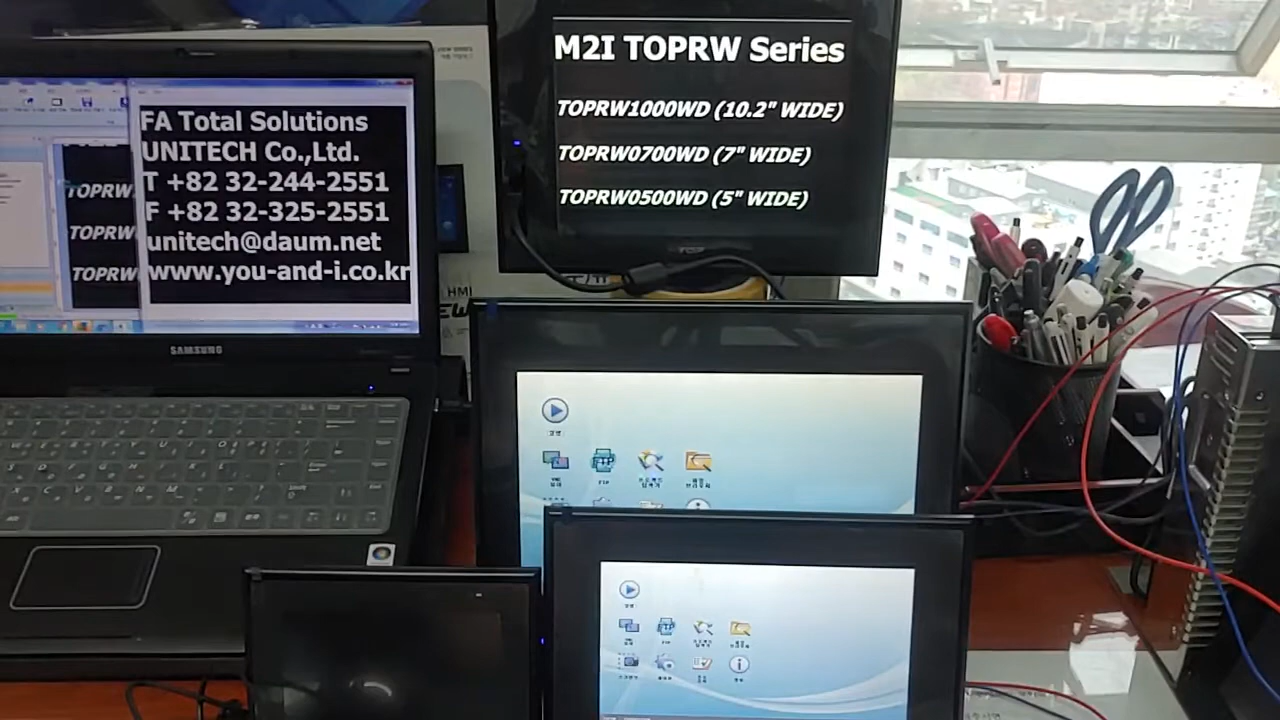 FA Total Solutions
UNITECH Co.,Ltd.
T +82 32-244-2551
F +82 32-325-2551
unitech@daum.net
www.you-and-i.co.kr
TOPRW
TOPRW
TOPRW
SAMSUNG
M2I TOPRW Series
TOPRW1000WD (10.2" WIDE)
TOPRW0700WD (7" WIDE)
TOPRW0500WD (5" WIDE)
HMI
FTP
FTP